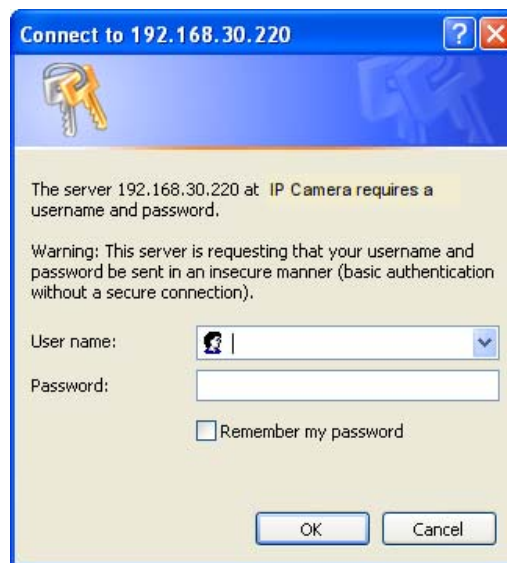 Connect to 192.168.30.220
The server 192.168.30.220 at IP Camera requires a
username and password.
Warning: This server is requesting that your username and
password be sent in an insecure manner (basic authentication
without a secure connection).
User name:
Password:
Remember my password
OK
Cancel